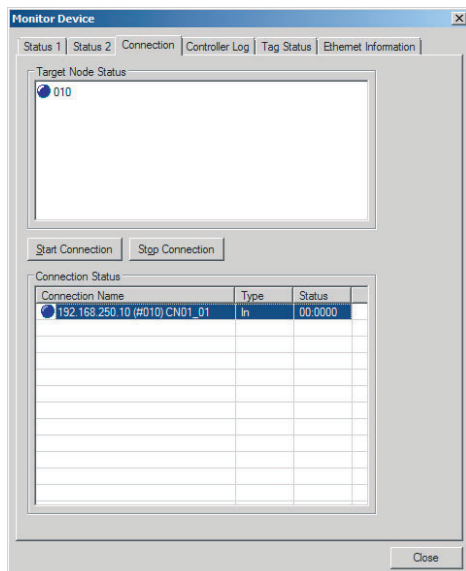 Monitor Device
Status 1 Status 2 Connection Controller Log Tag Status Ethernet Information
Target Node Status
010
Start Connection Stop Connection
Connection Status
Connection Name Type Status
192.168.250.10 (#010) CN01_01 In 00:0000
Close